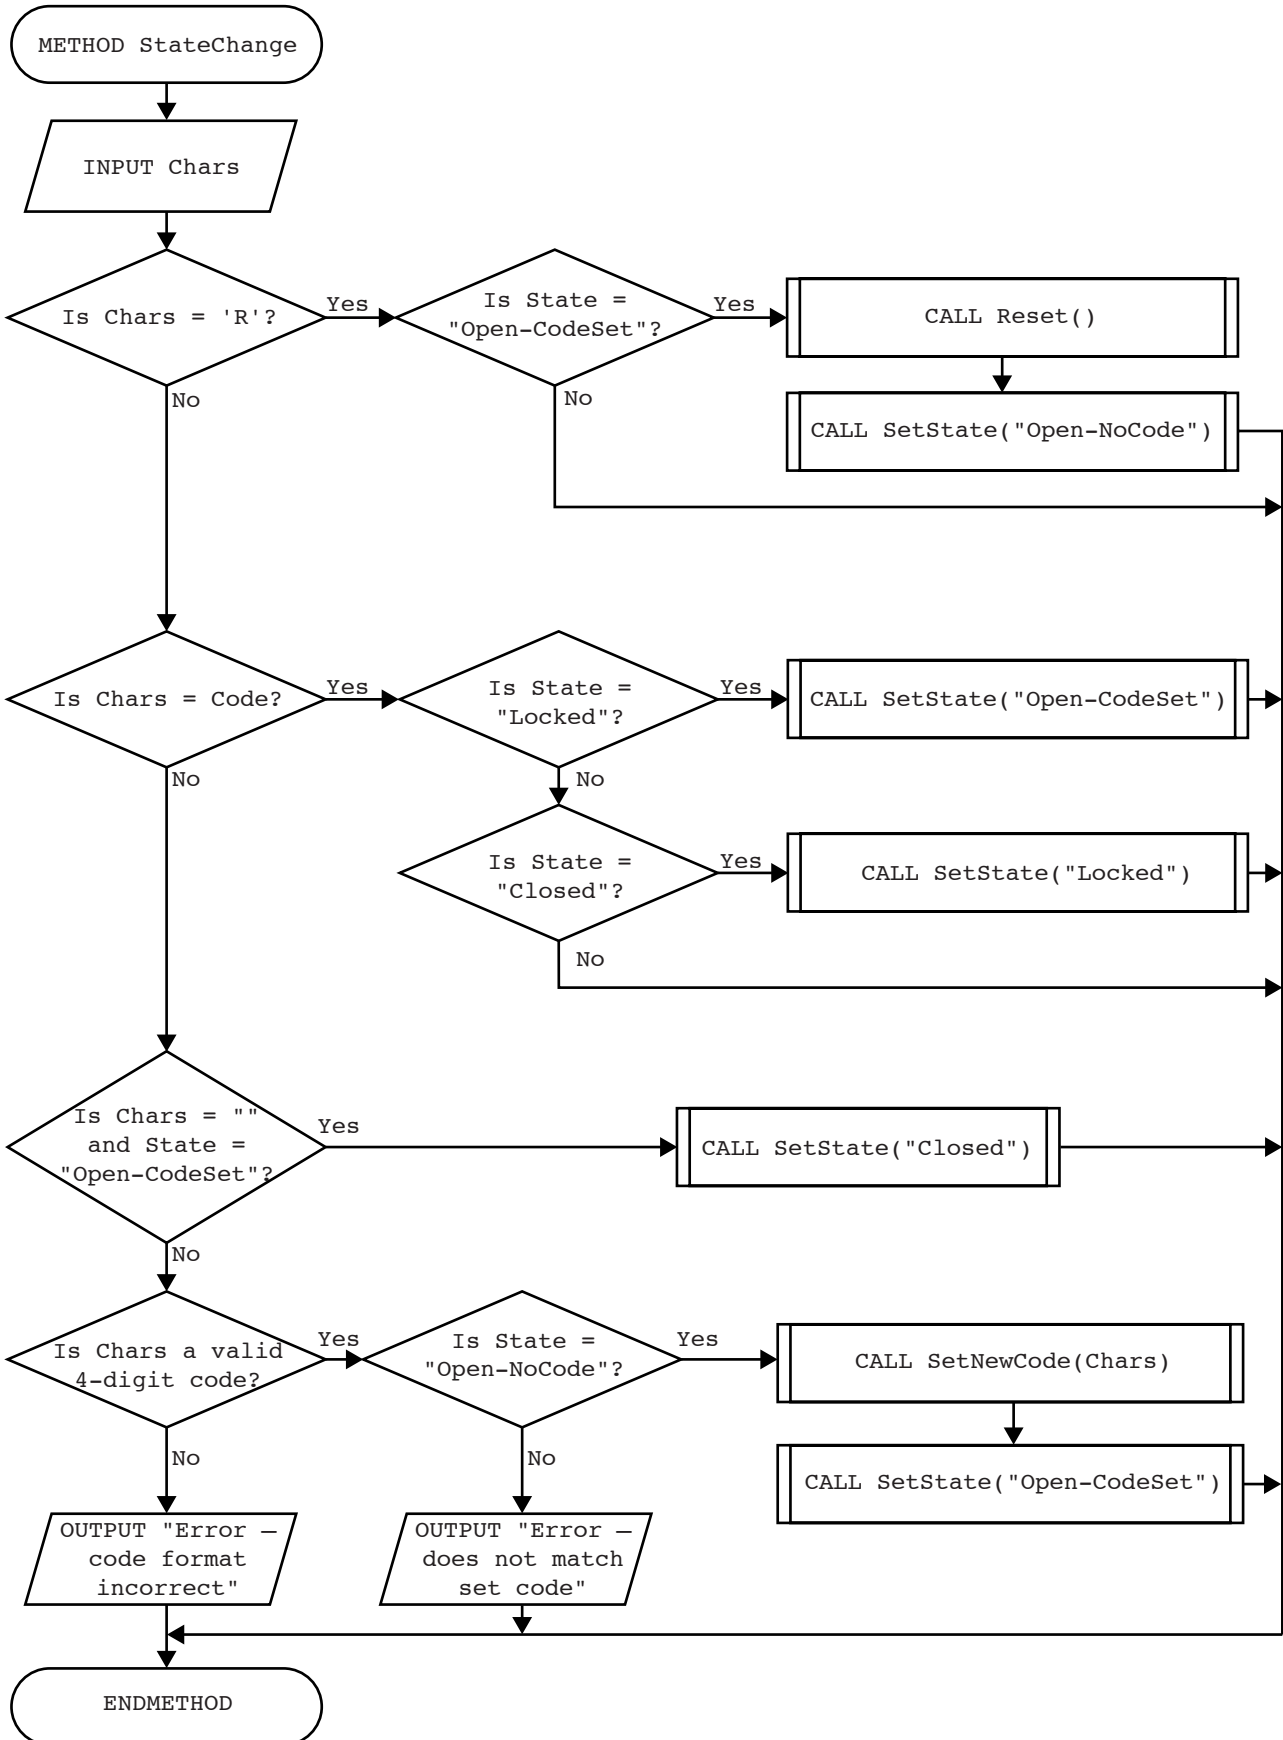 METHOD StateChange
INPUT Chars
Is Chars = 'R'?
Yes
Is State =
"Open-CodeSet"?
Yes
CALL Reset()
No
No
CALL SetState("Open-NoCode")
Is Chars = Code?
Yes
Is State =
"Locked"?
Yes
CALL SetState("Open-CodeSet")
No
No
Is State =
"Closed"?
Yes
CALL SetState("Locked")
No
Is Chars = ""
and State =
"Open-CodeSet"?
Yes
CALL SetState("Closed")
No
Is Chars a valid
4-digit code?
Yes
Is State =
"Open-NoCode"?
Yes
CALL SetNewCode(Chars)
No
No
CALL SetState("Open-CodeSet")
OUTPUT "Error –
code format
incorrect"
OUTPUT "Error –
does not match
set code"
ENDMETHOD